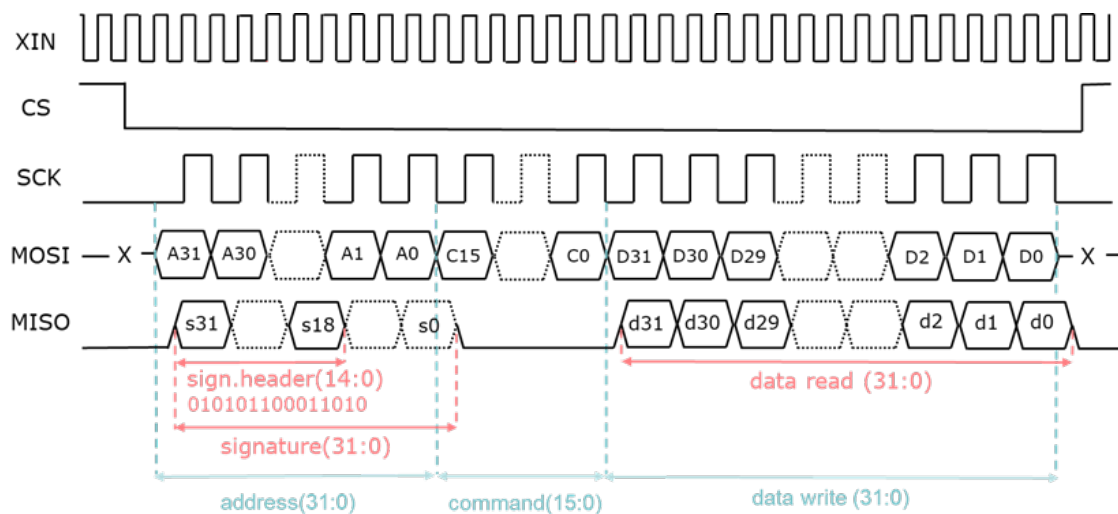 XIN
CS
SCK
MOSI X A31 A30 A1 A0 C15 C0 D31 D30 D29 D2 D1 D0 X
MISO s31 s18 s0 d31 d30 d29 d2 d1 d0
sign.header(14:0) data read (31:0)
010101100011010
signature(31:0)
address(31:0) command(15:0) data write (31:0)